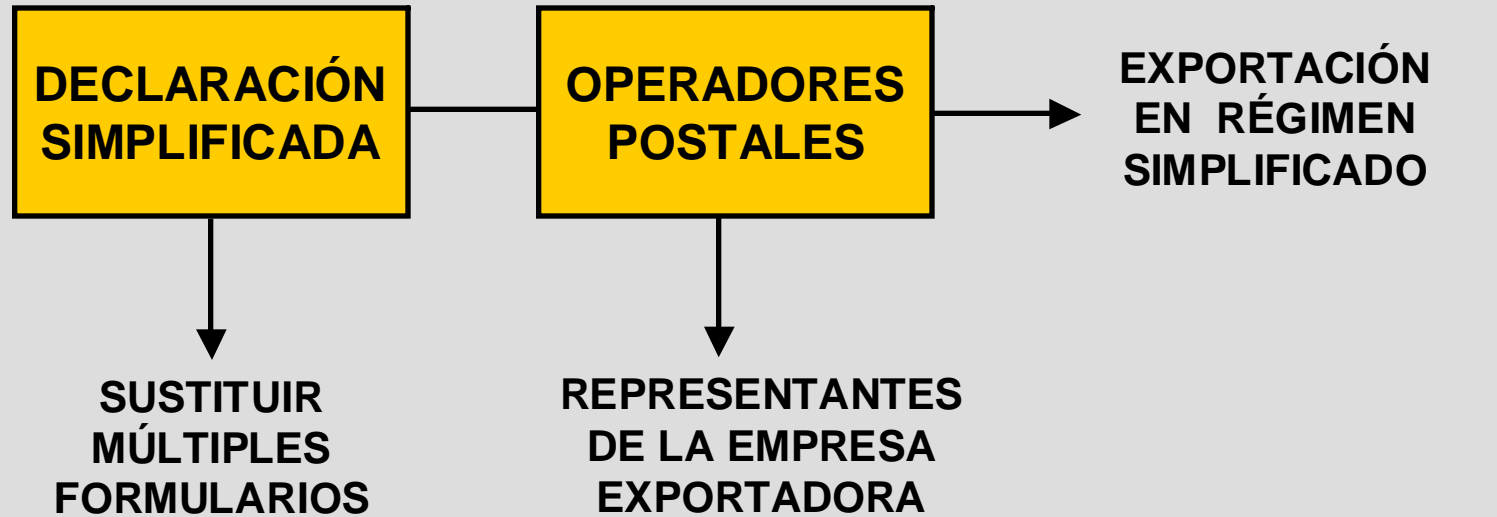 DECLARACIÓN
SIMPLIFICADA
OPERADORES
POSTALES
EXPORTACIÓN
EN RÉGIMEN
SIMPLIFICADO
SUSTITUIR
MÚLTIPLES
FORMULARIOS
REPRESENTANTES
DE LA EMPRESA
EXPORTADORA